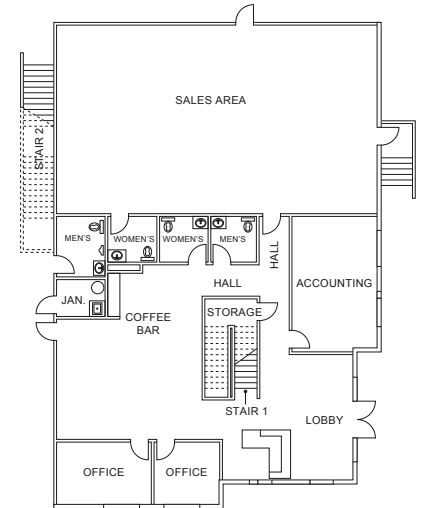 SALES AREA
STAIR 2
MEN'S
WOMEN'S
WOMEN'S
MEN'S
HALL
ACCOUNTING
HALL
JAN.
STORAGE
COFFEE
BAR
STAIR 1
LOBBY
OFFICE
OFFICE